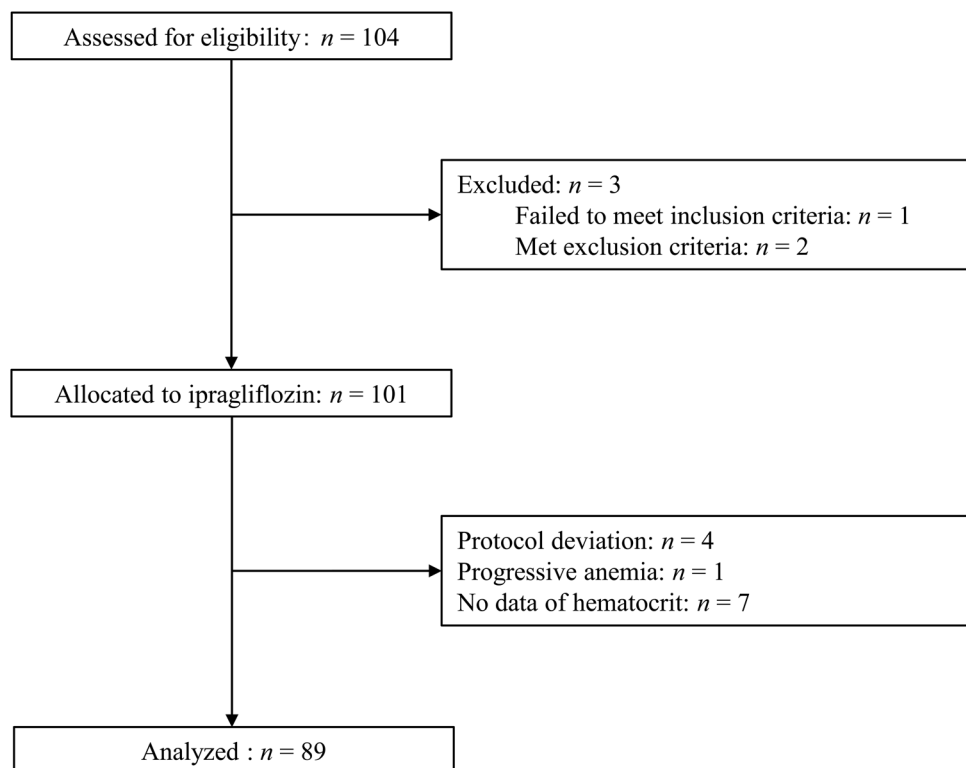 Assessed for eligibility: n = 104
Excluded: n = 3
Failed to meet inclusion criteria: n = 1
Met exclusion criteria: n = 2
Allocated to ipragliflozin: n = 101
Protocol deviation: n = 4
Progressive anemia: n = 1
No data of hematocrit: n = 7
Analyzed : n = 89